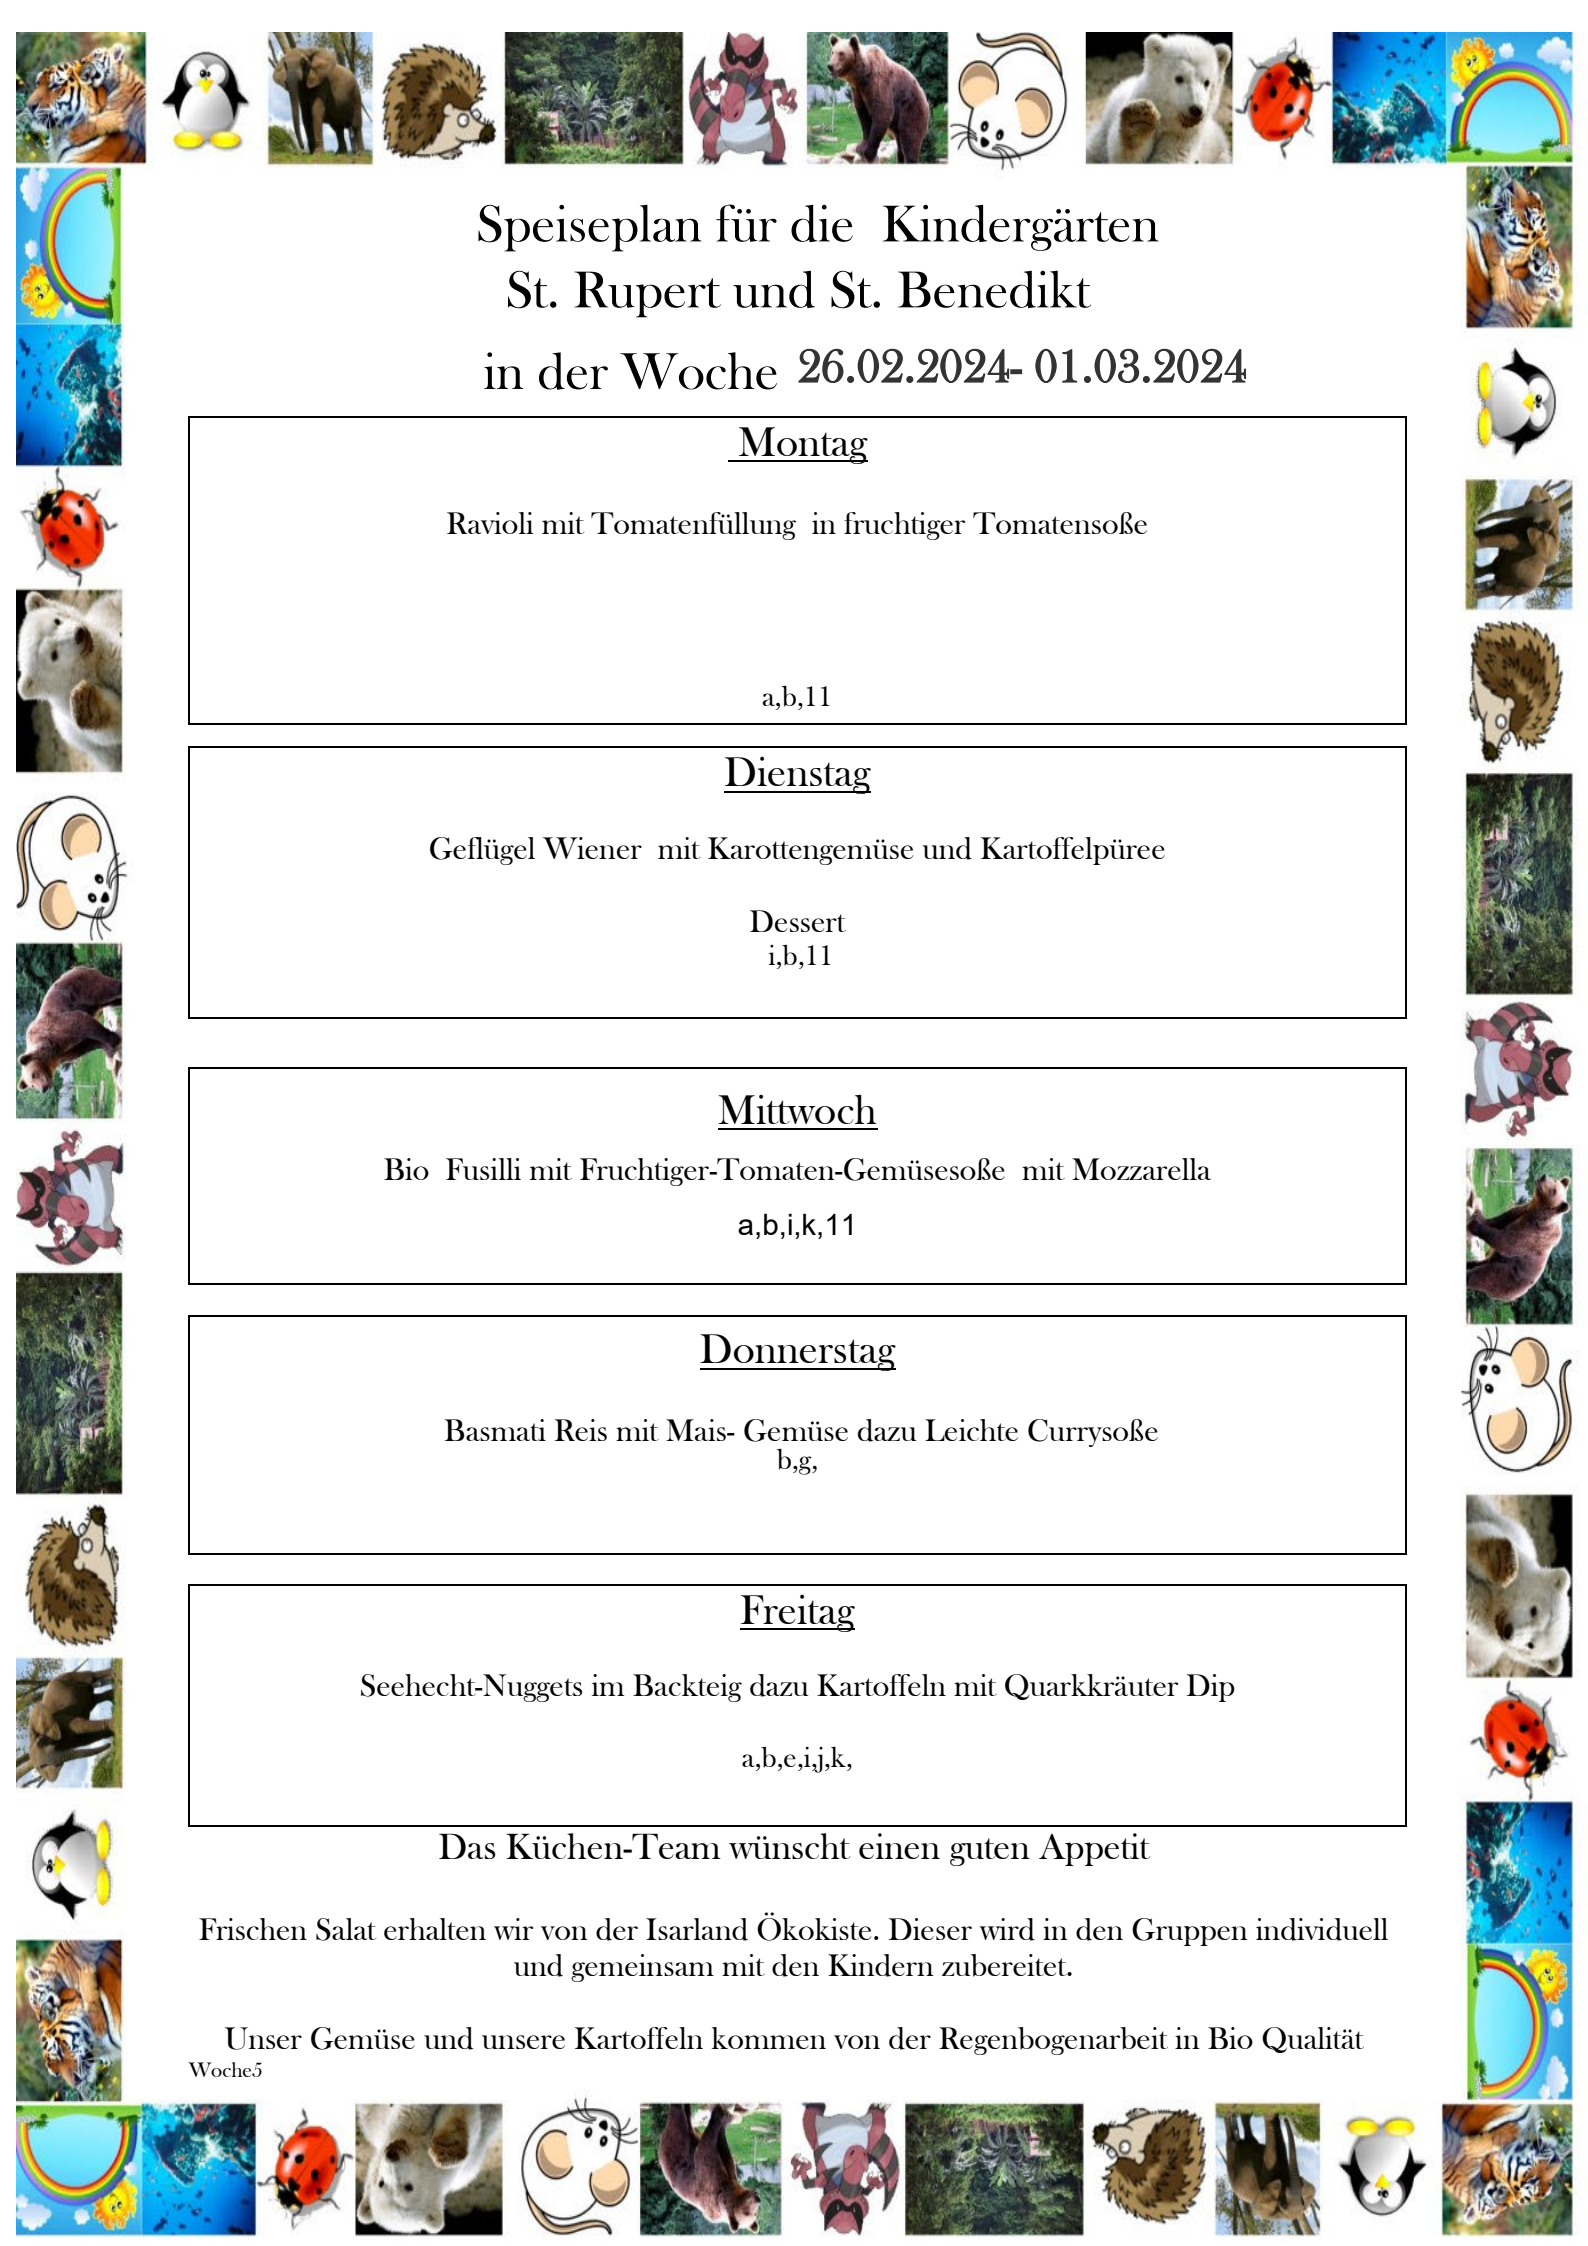 Speiseplan für die Kindergärten
St. Rupert und St. Benedikt
in der Woche 26.02.2024- 01.03.2024
Montag
Ravioli mit Tomatenfüllung in fruchtiger Tomatensoße
a,b,11
Dienstag
Geflügel Wiener mit Karottengemüse und Kartoffelpüree
Dessert
i,b,11
Mittwoch
Bio Fusilli mit Fruchtiger-Tomaten-Gemüsesoße mit Mozzarella
a,b,i,k,11
Donnerstag
Basmati Reis mit Mais- Gemüse dazu Leichte Currysoße
b,g,
Freitag
Seehecht-Nuggets im Backteig dazu Kartoffeln mit Quarkkräuter Dip
a,b,e,i,j,k,
Das Küchen-Team wünscht einen guten Appetit
Frischen Salat erhalten wir von der Isarland Ökokiste. Dieser wird in den Gruppen individuell
und gemeinsam mit den Kindern zubereitet.
Unser Gemüse und unsere Kartoffeln kommen von der Regenbogenarbeit in Bio Qualität
Woche5